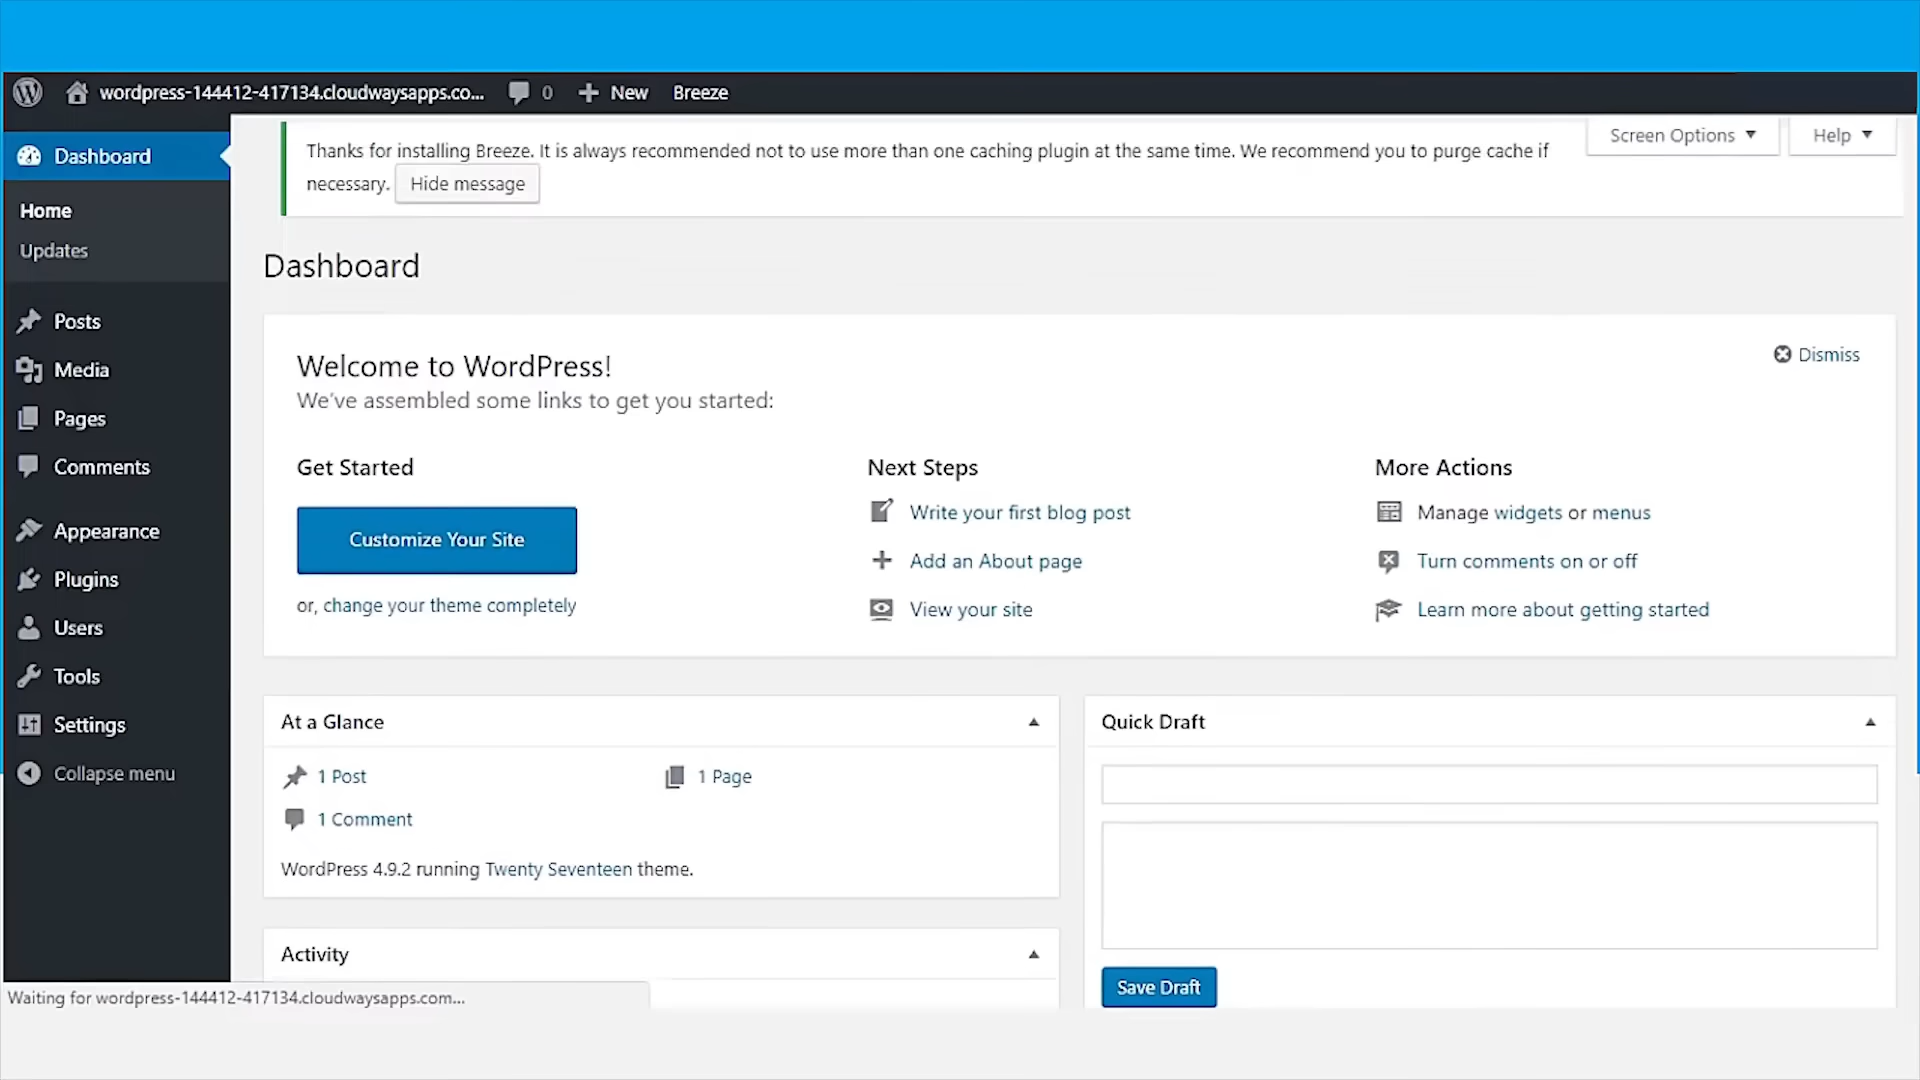 wordpress-144412-417134.cloudwaysapps.co... 0 New Breeze
Dashboard
Home
Updates
Posts
Media
Pages
Comments
Appearance
Plugins
Users
Tools
Settings
Collapse menu
Thanks for installing Breeze. It is always recommended not to use more than one caching plugin at the same time. We recommend you to purge cache if
necessary. Hide message
Screen Options Help
Dashboard
Welcome to WordPress!
We've assembled some links to get you started:
Dismiss
Get Started
Customize Your Site
or, change your theme completely
Next Steps
Write your first blog post
Add an About page
View your site
More Actions
Manage widgets or menus
Turn comments on or off
Learn more about getting started
At a Glance
1 Post 1 Page
1 Comment
WordPress 4.9.2 running Twenty Seventeen theme.
Activity
Quick Draft
Save Draft
Waiting for wordpress-144412-417134.cloudwaysapps.com...